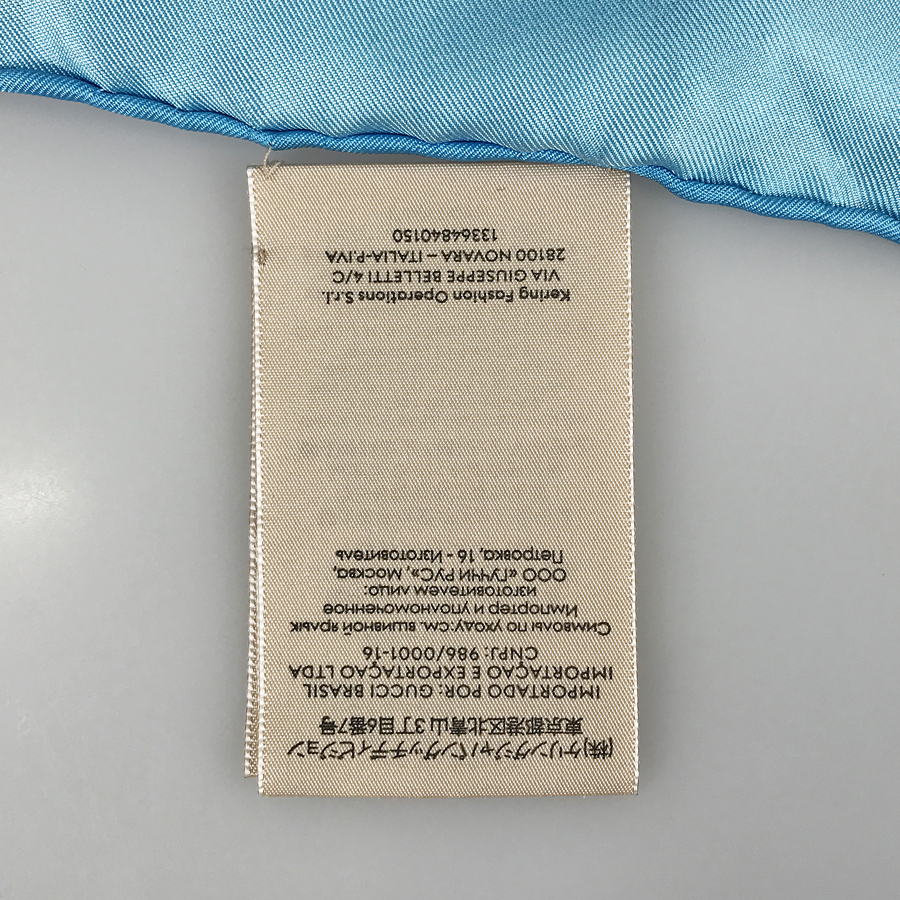 (株)ケリングジャパングッチディビジョン
東京都港区北青山3丁目6番7号
IMPORTADO POR: GUCCI BRASIL
IMPORTAÇAO E EXPORTAÇAO LTDA
CNPJ: 986/0001-16
Символы по уходу:см. вшивной ярлык
Импортер и уполномоченное
изготовителем лицо:
ООО «ГУЧЧИ РУС», Москва,
Петровка, 16 - Изготовитель
Kering Fashion Operations S.r.l.
VIA GIUSEPPE BELLETTI 4/C
28100 NOVARA – ITALIA-P.IVA
13364840150